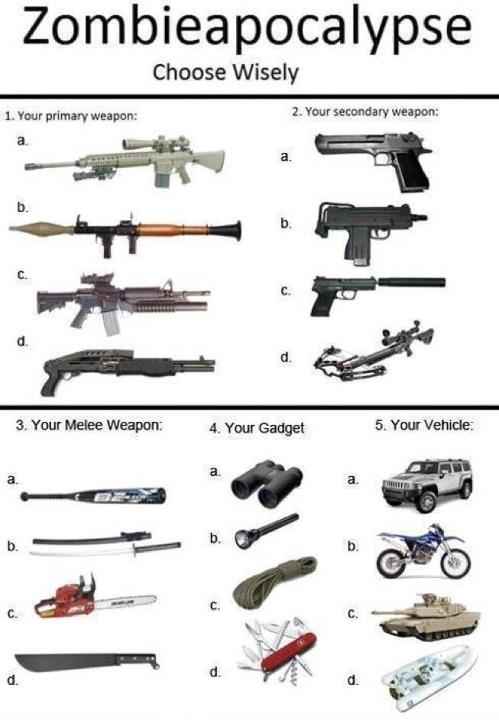 Zombieapocalypse
Choose Wisely
1. Your primary weapon:
a.
b.
c.
d.
2. Your secondary weapon:
a.
b.
c.
d.
3. Your Melee Weapon:
a.
b.
c.
d.
4. Your Gadget
a.
b.
c.
d.
5. Your Vehicle:
a.
b.
c.
d.